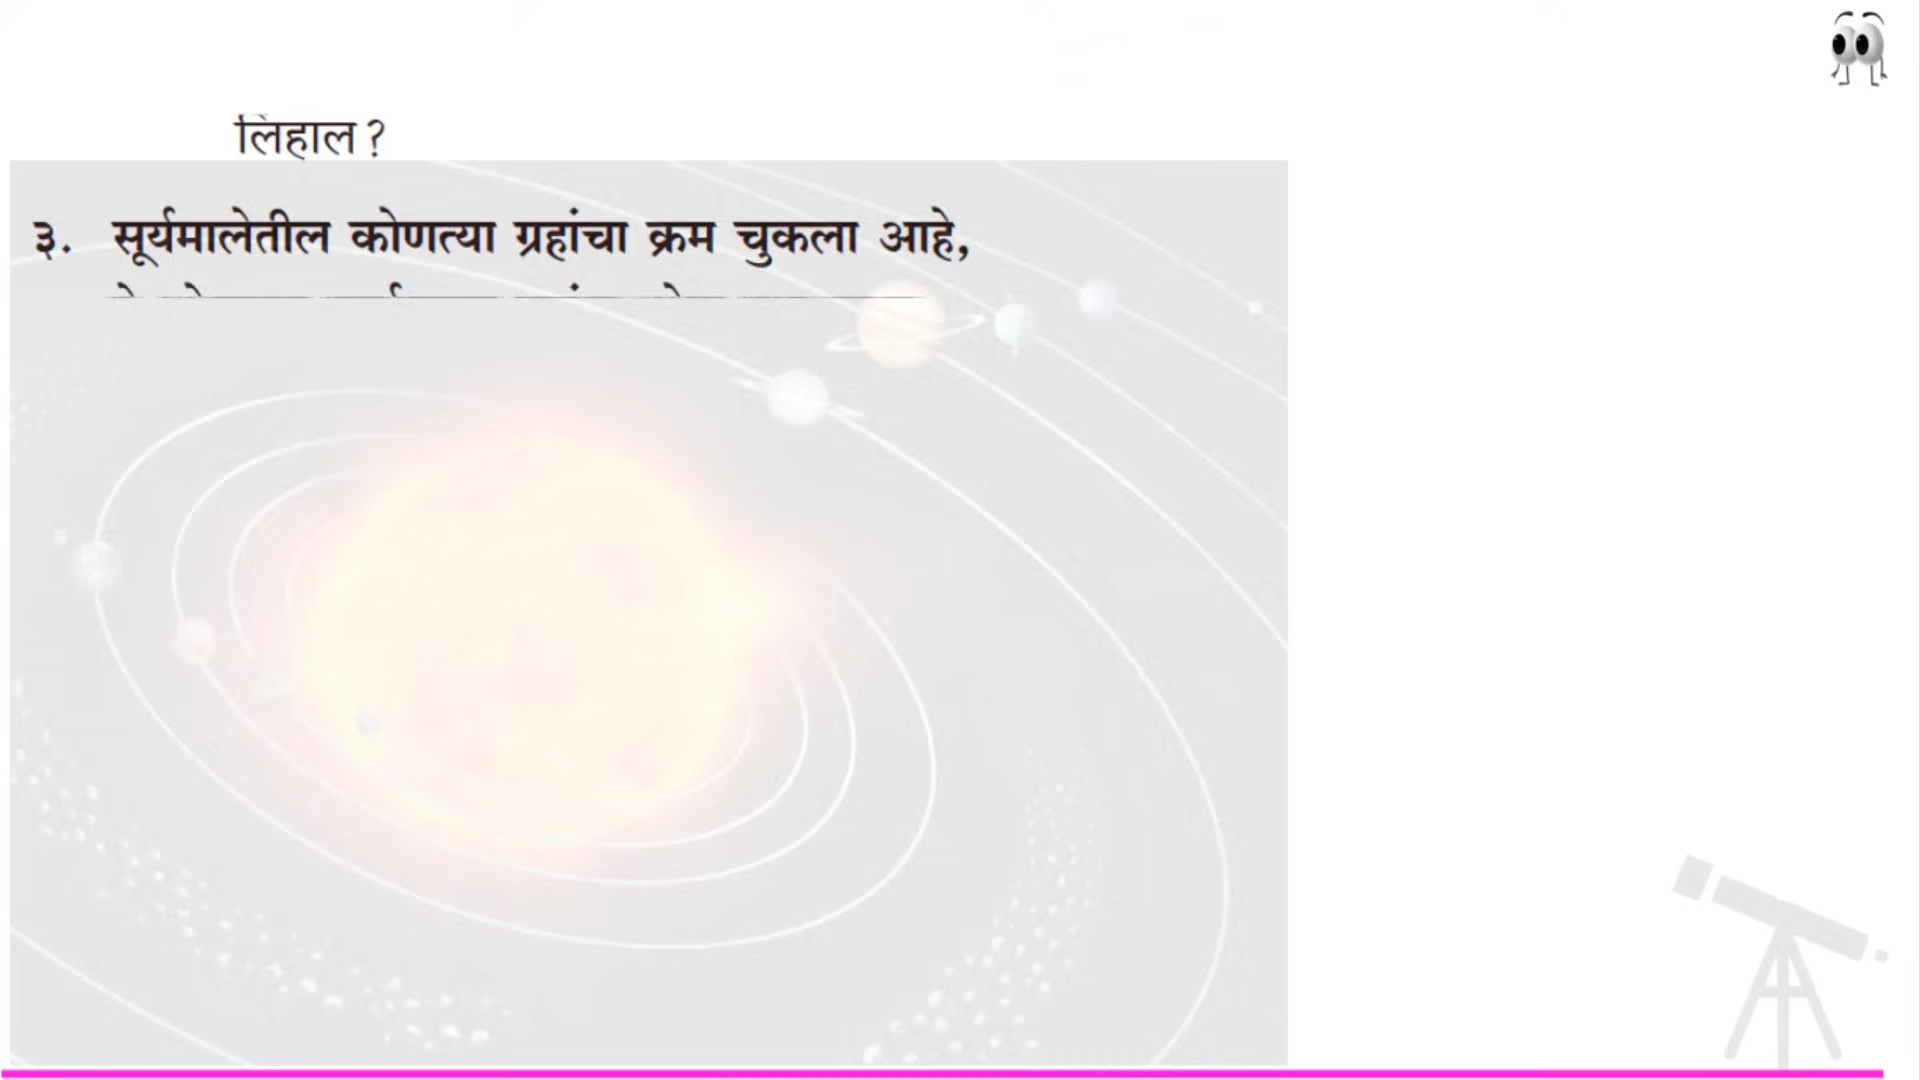 लिहाल ?
३. सूर्यमालेतील कोणत्या ग्रहांचा क्रम चुकला आहे,